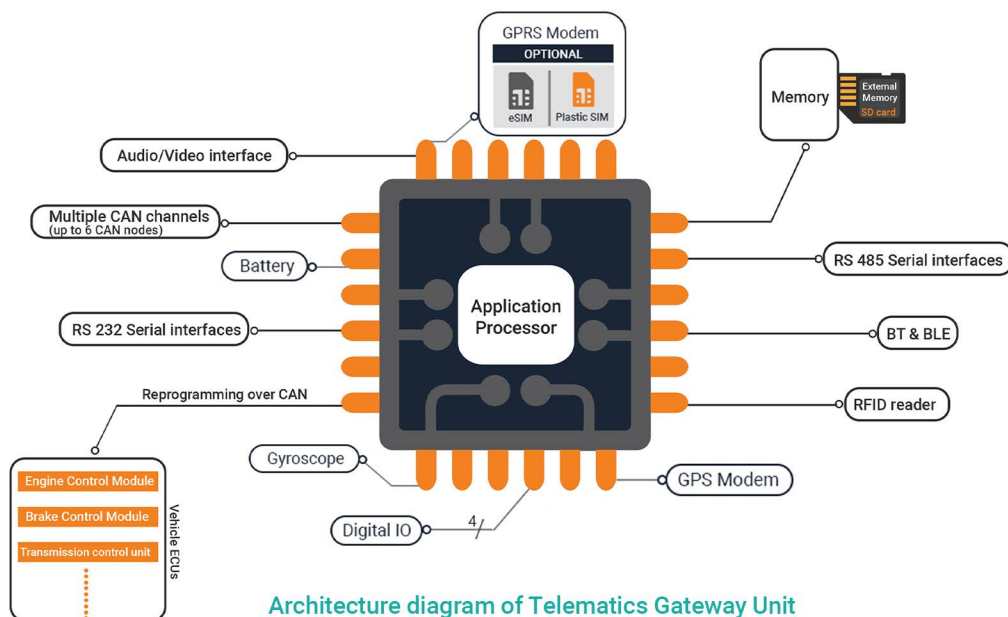 GPRS Modem
OPTIONAL
eSIM
Plastic SIM
Memory
External
Memory
SD card
Audio/Video interface
Multiple CAN channels
(up to 6 CAN nodes)
Battery
RS 485 Serial interfaces
Application
Processor
RS 232 Serial interfaces
BT & BLE
Reprogramming over CAN
RFID reader
Gyroscope
GPS Modem
Engine Control Module
Brake Control Module
Transmission control unit
Vehicle ECUs
Digital IO
4
Architecture diagram of Telematics Gateway Unit